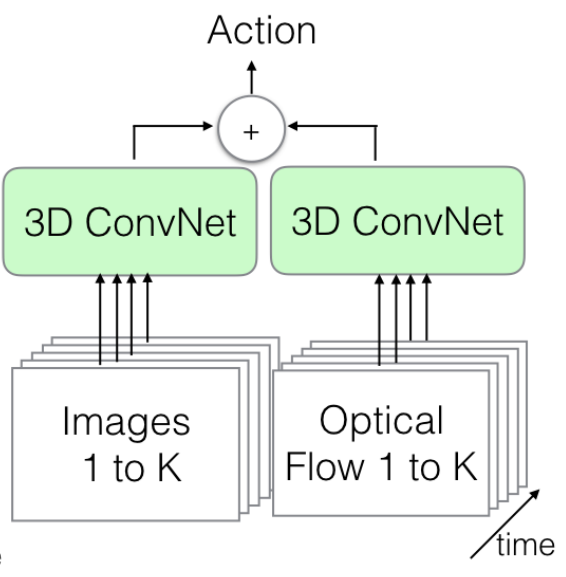 Action
+
3D ConvNet
3D ConvNet
Images
1 to K
Optical
Flow 1 to K
time